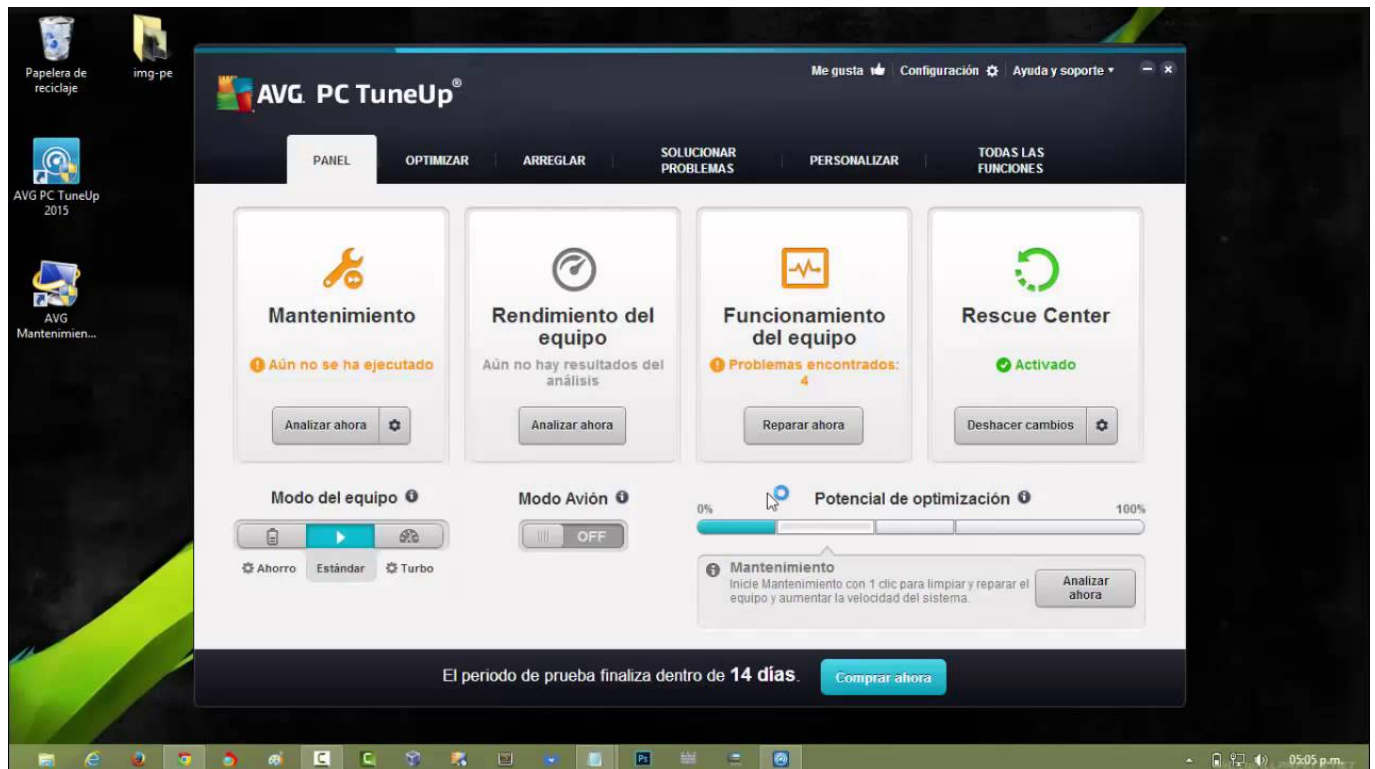 Papelera de
reciclaje
img-pe
AVG PC TuneUp
2015
AVG
Mantenimien...
AVG. PC TuneUp®
Me gusta
Configuración
Ayuda y soporte
PANEL
OPTIMIZAR
ARREGLAR
SOLUCIONAR
PROBLEMAS
PERSONALIZAR
TODAS LAS
FUNCIONES
Mantenimiento
Aún no se ha ejecutado
Analizar ahora
Rendimiento del
equipo
Aún no hay resultados del
análisis
Analizar ahora
Funcionamiento
del equipo
Problemas encontrados:
4
Reparar ahora
Rescue Center
Activado
Deshacer cambios
Modo del equipo
Ahorro
Estándar
Turbo
Modo Avión
OFF
Potencial de optimización
0%
100%
Mantenimiento
Inicie Mantenimiento con 1 clic para limpiar y reparar el
equipo y aumentar la velocidad del sistema.
Analizar
ahora
El periodo de prueba finaliza dentro de 14 días.
Comprar ahora
Ps
05:05 p.m.